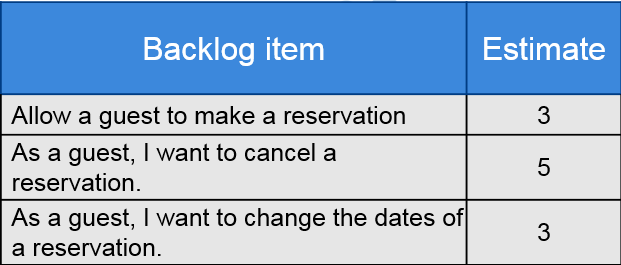 Backlog item Estimate
Allow a guest to make a reservation 3
As a guest, I want to cancel a
reservation.
5
As a guest, I want to change the dates of
a reservation.
3